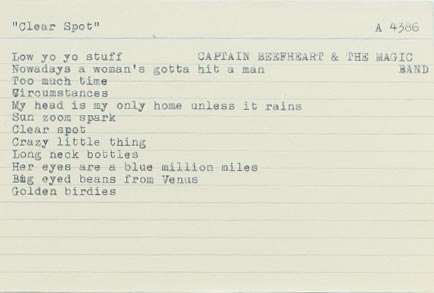 "Clear Spot" A 4386
Low yo yo stuff CAPTAIN BEEFHEART & THE MAGIC
Nowadays a woman's gotta hit a man BAND
Too much time
Circumstances
My head is my only home unless it rains
Sun zoom spark
Clear spot
Crazy little thing
Long neck bottles
Her eyes are a blue million miles
Big eyed beans from Venus
Golden birdies